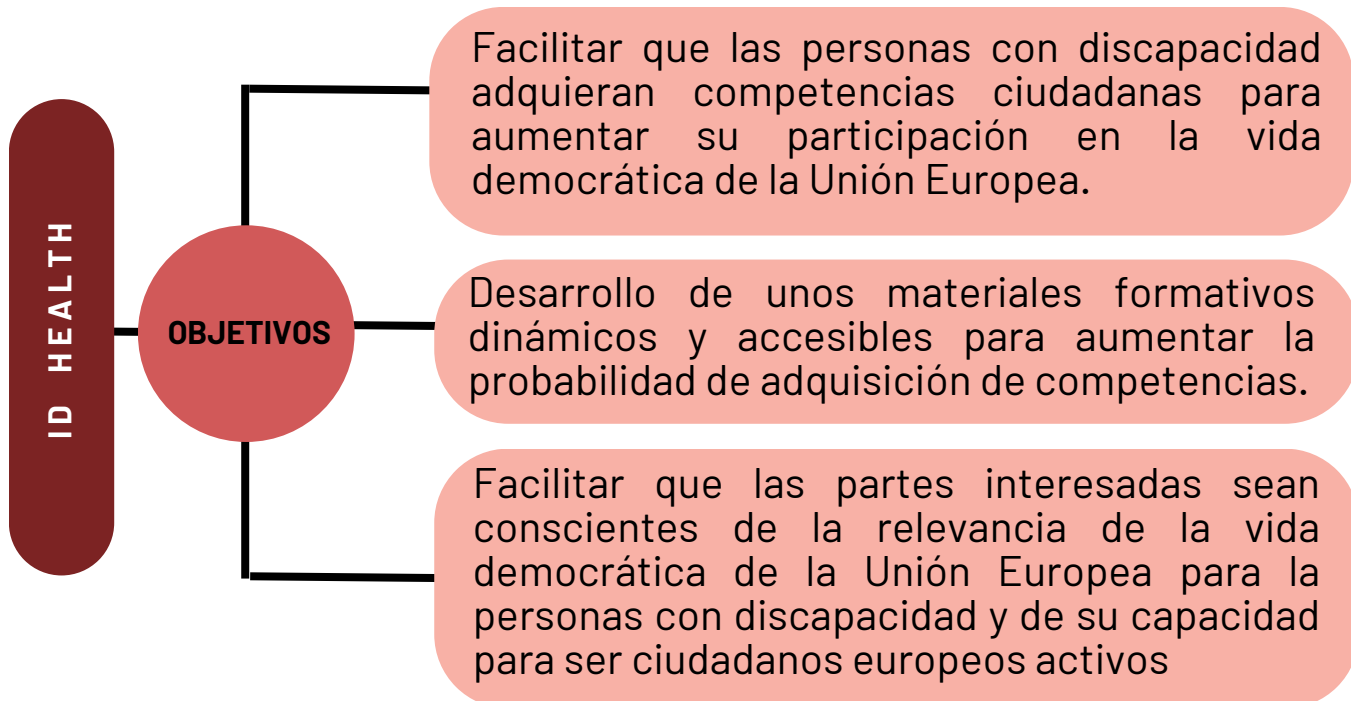 ID HEALTH
OBJETIVOS
Facilitar que las personas con discapacidad
adquieran competencias ciudadanas para
aumentar su participación en la vida
democrática de la Unión Europea.
Desarrollo de unos materiales formativos
dinámicos y accesibles para aumentar la
probabilidad de adquisición de competencias.
Facilitar que las partes interesadas sean
conscientes de la relevancia de la vida
democrática de la Unión Europea para la
personas con discapacidad y de su capacidad
para ser ciudadanos europeos activos